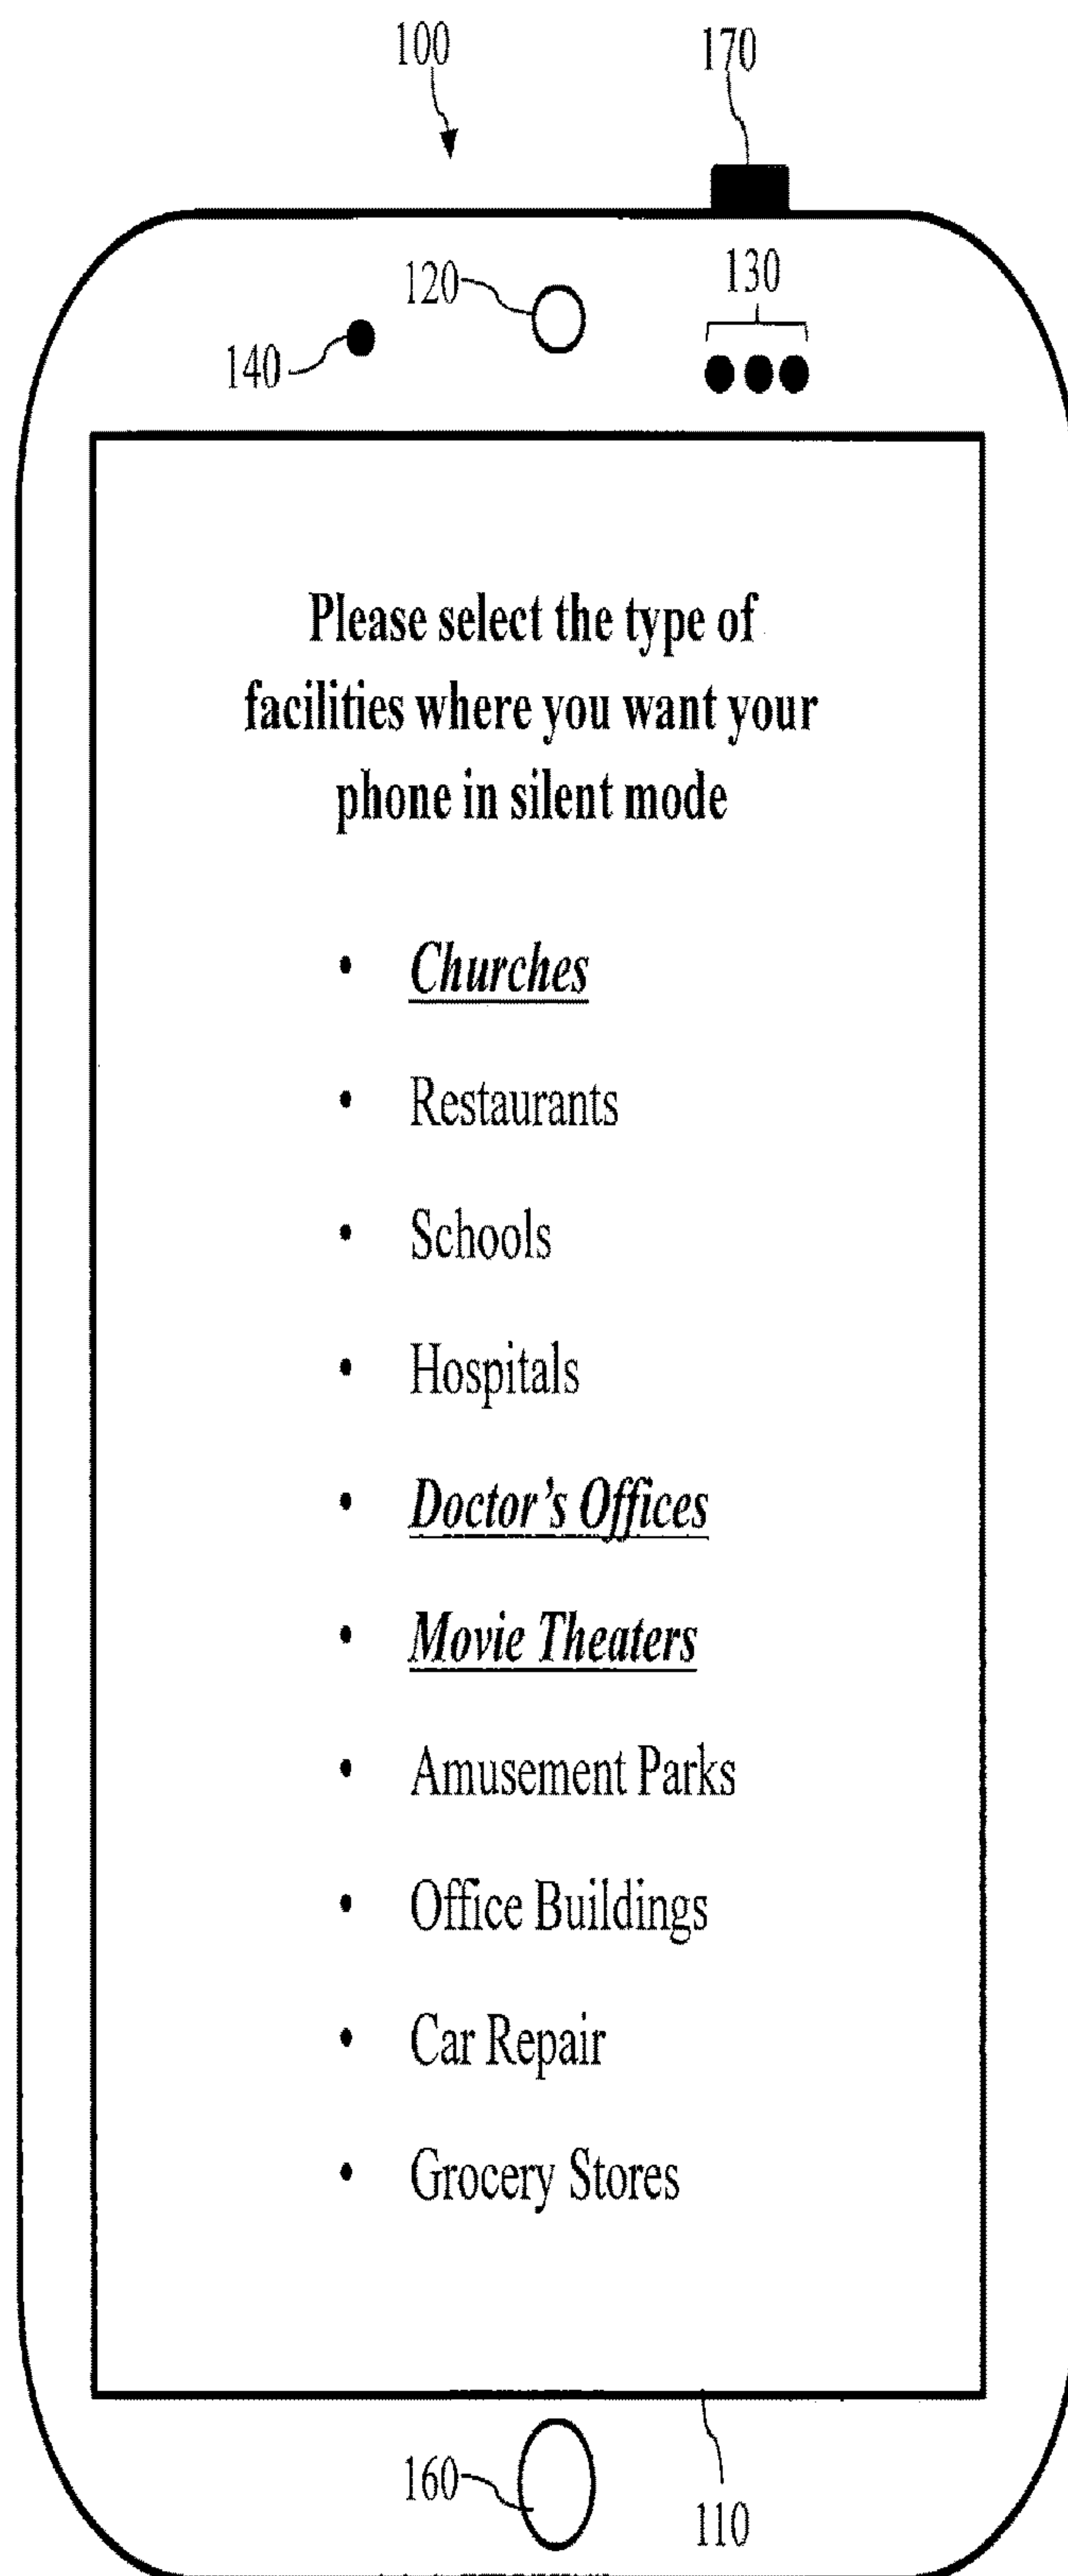 100
170
120
130
140
Please select the type of
facilities where you want your
phone in silent mode
• Churches
• Restaurants
• Schools
• Hospitals
• Doctor's Offices
• Movie Theaters
• Amusement Parks
• Office Buildings
• Car Repair
• Grocery Stores
160
110